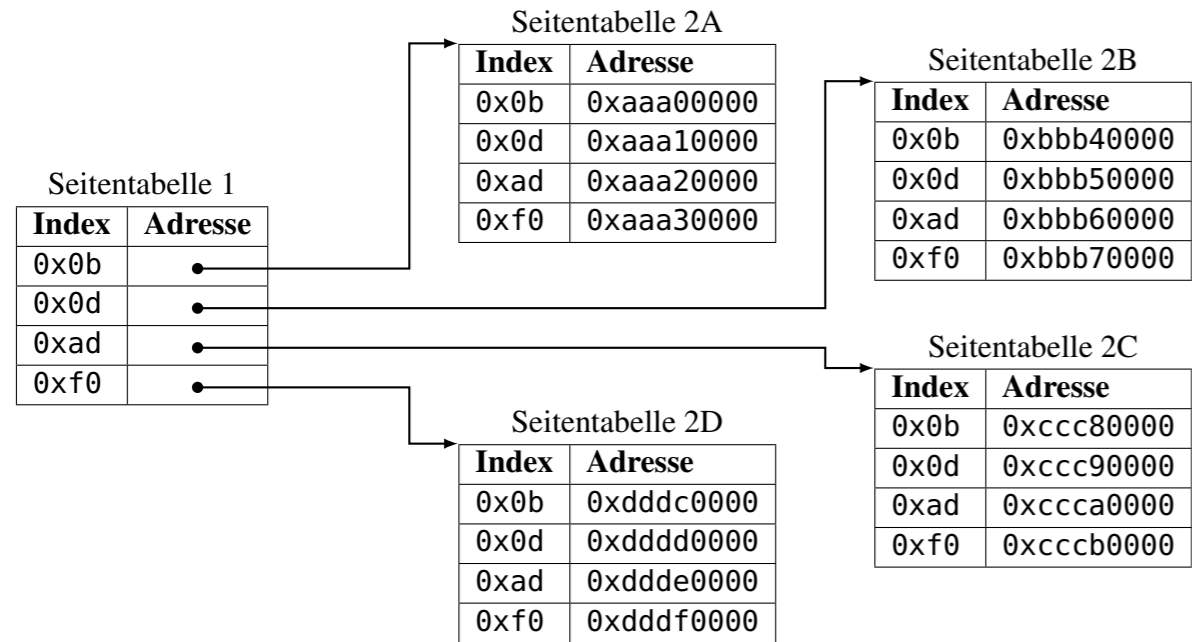 Seitentabelle 1
Index Adresse
0x0b
0x0d
0xad
0xf0
Seitentabelle 2A
Index Adresse
0x0b 0xaaa00000
0x0d 0xaaa10000
0xad 0xaaa20000
0xf0 0xaaa30000
Seitentabelle 2B
Index Adresse
0x0b 0xbbb40000
0x0d 0xbbb50000
0xad 0xbbb60000
0xf0 0xbbb70000
Seitentabelle 2C
Index Adresse
0x0b 0xccc80000
0x0d 0xccc90000
0xad 0xccca0000
0xf0 0xcccb0000
Seitentabelle 2D
Index Adresse
0x0b 0xdddc0000
0x0d 0xdddd0000
0xad 0xddde0000
0xf0 0xdddf0000